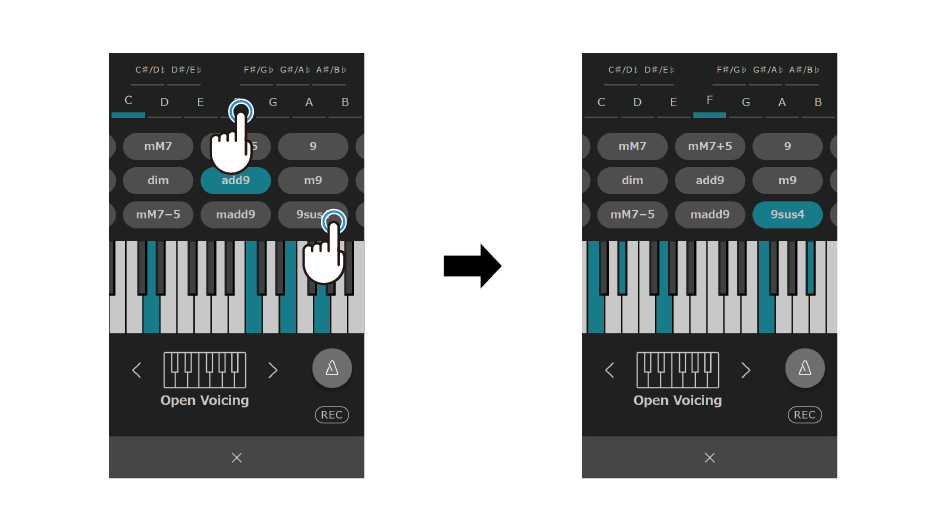 C♯/D♭ D♯/E♭ F♯/G♭ G♯/A♭ A♯/B♭
C D E G A B
mM7 5 9
dim add9 m9
mM7−5 madd9 9sus
Open Voicing
REC
C♯/D♭ D♯/E♭ F♯/G♭ G♯/A♭ A♯/B♭
C D E F G A B
mM7 mM7+5 9
dim add9 m9
mM7−5 madd9 9sus4
Open Voicing
REC